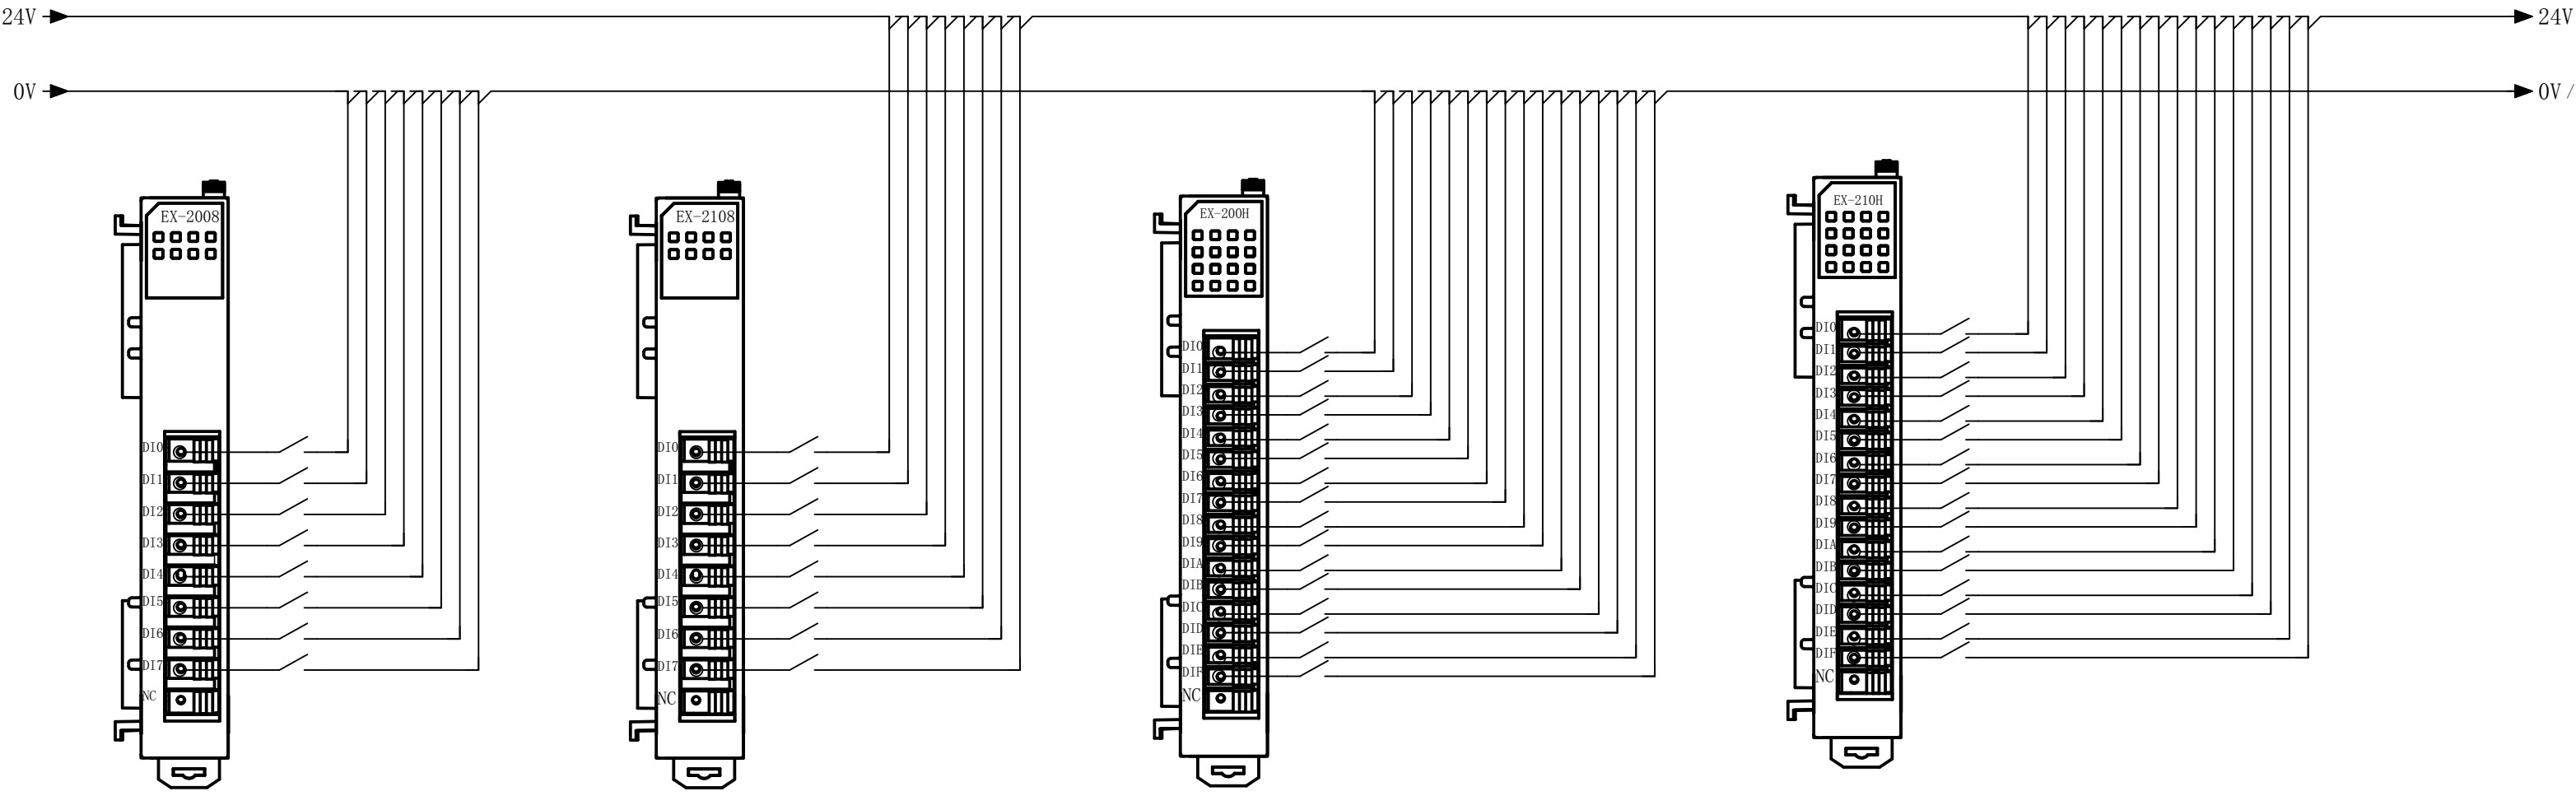 24V
24V
0V
0V /
EX-2008
DI0
DI1
DI2
DI3
DI4
DI5
DI6
DI7
NC
EX-2108
DI0
DI1
DI2
DI3
DI4
DI5
DI6
DI7
NC
EX-200H
DI0
DI1
DI2
DI3
DI4
DI5
DI6
DI7
DI8
DI9
DIA
DIB
DIC
DID
DIE
DIF
NC
EX-210H
DI0
DI1
DI2
DI3
DI4
DI5
DI6
DI7
DI8
DI9
DIA
DIB
DIC
DID
DIE
DIF
NC